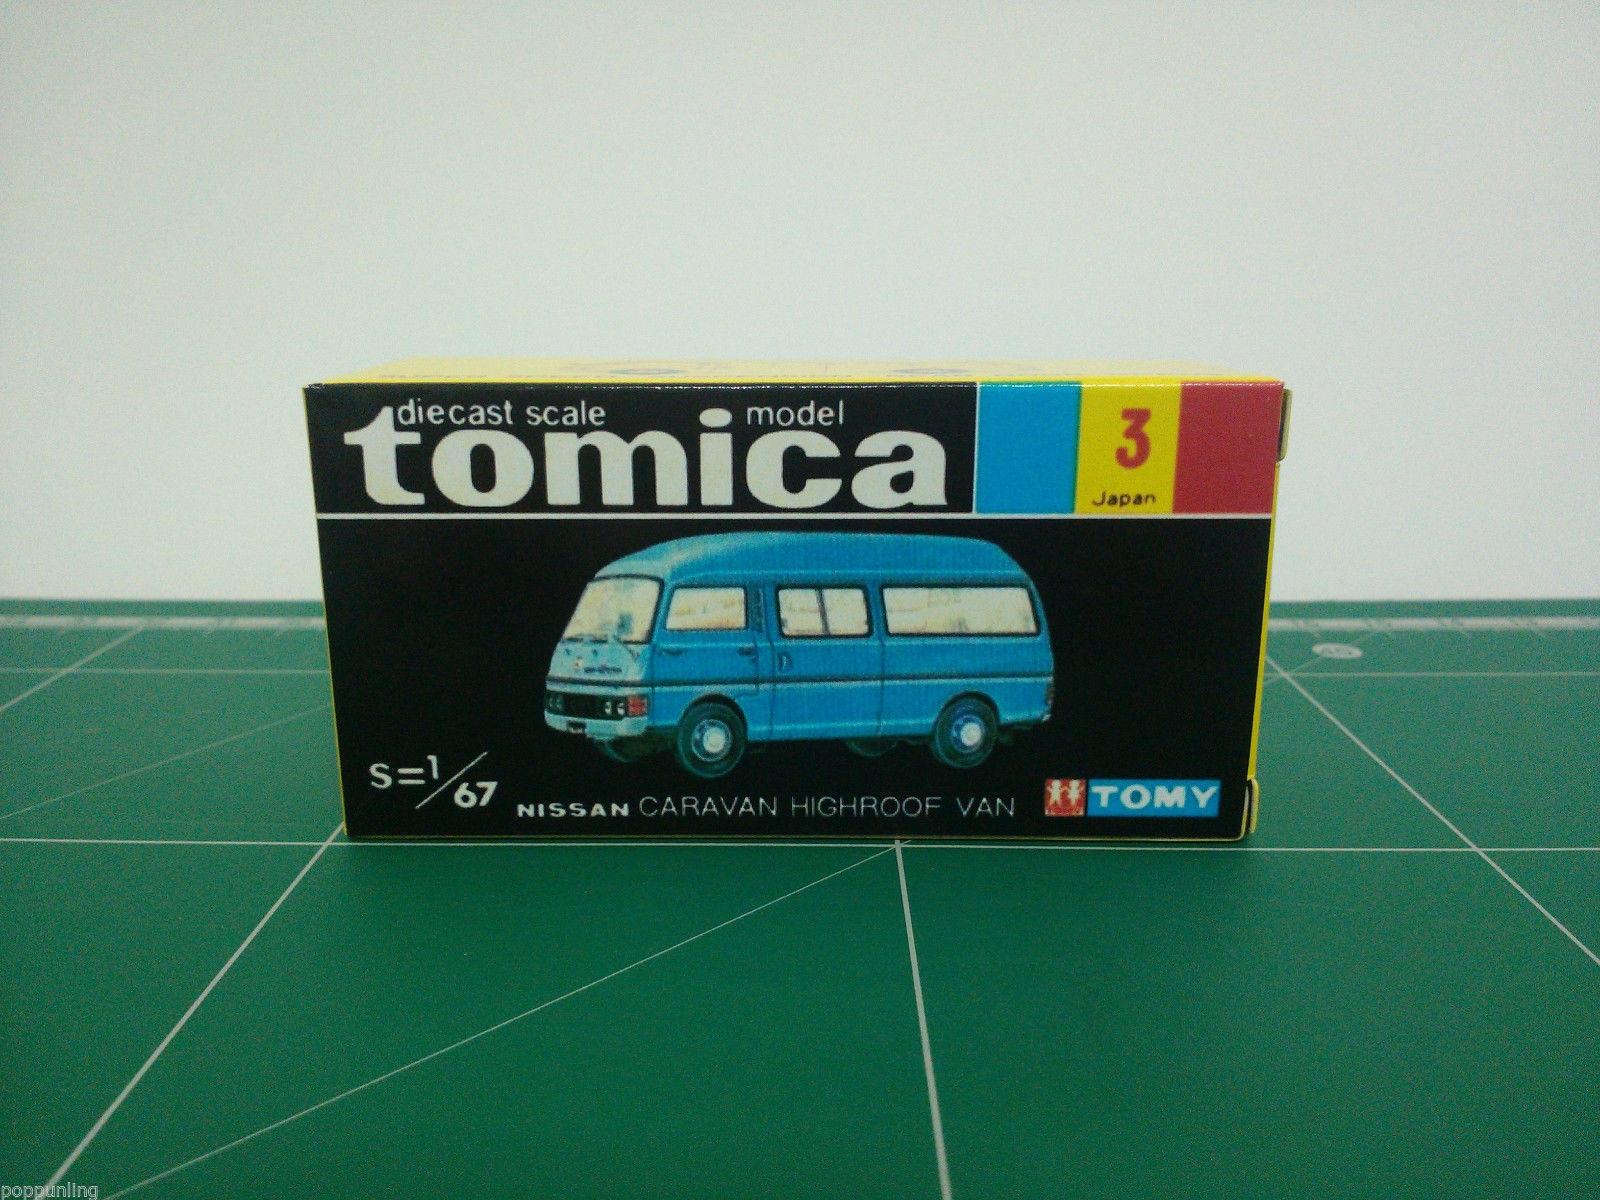 diecast scale model
tomica
3
Japan
S=1/67
NISSAN CARAVAN HIGHROOF VAN
TOMY
poppunling